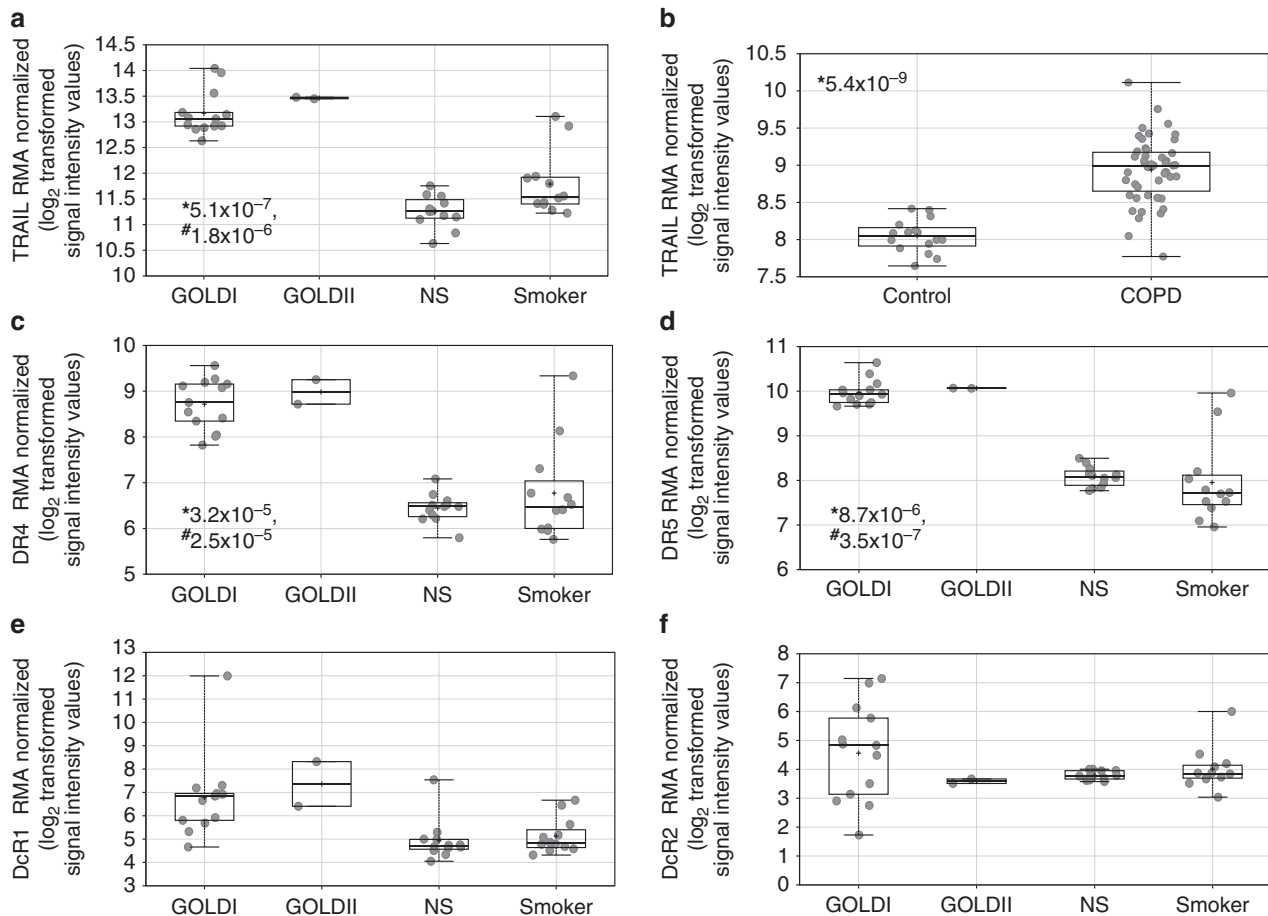 a
TRAIL RMA normalized
(log2 transformed
signal intensity values)
14.5
14
13.5
13
12.5
12
11.5
11
10.5
10
*5.1x10−7,
#1.8x10−6
GOLDI GOLDII NS Smoker
b
TRAIL RMA normalized
(log2 transformed
signal intensity values)
10.5
10
9.5
9
8.5
8
7.5
*5.4x10−9
Control COPD
c
DR4 RMA normalized
(log2 transformed
signal intensity values)
10
9
8
7
6
5
*3.2x10−5,
#2.5x10−5
GOLDI GOLDII NS Smoker
d
DR5 RMA normalized
(log2 transformed
signal intensity values)
11
10
9
8
7
6
*8.7x10−6,
#3.5x10−7
GOLDI GOLDII NS Smoker
e
DcR1 RMA normalized
(log2 transformed
signal intensity values)
13
12
11
10
9
8
7
6
5
4
3
GOLDI GOLDII NS Smoker
f
DcR2 RMA normalized
(log2 transformed
signal intensity values)
8
7
6
5
4
3
2
1
0
GOLDI GOLDII NS Smoker